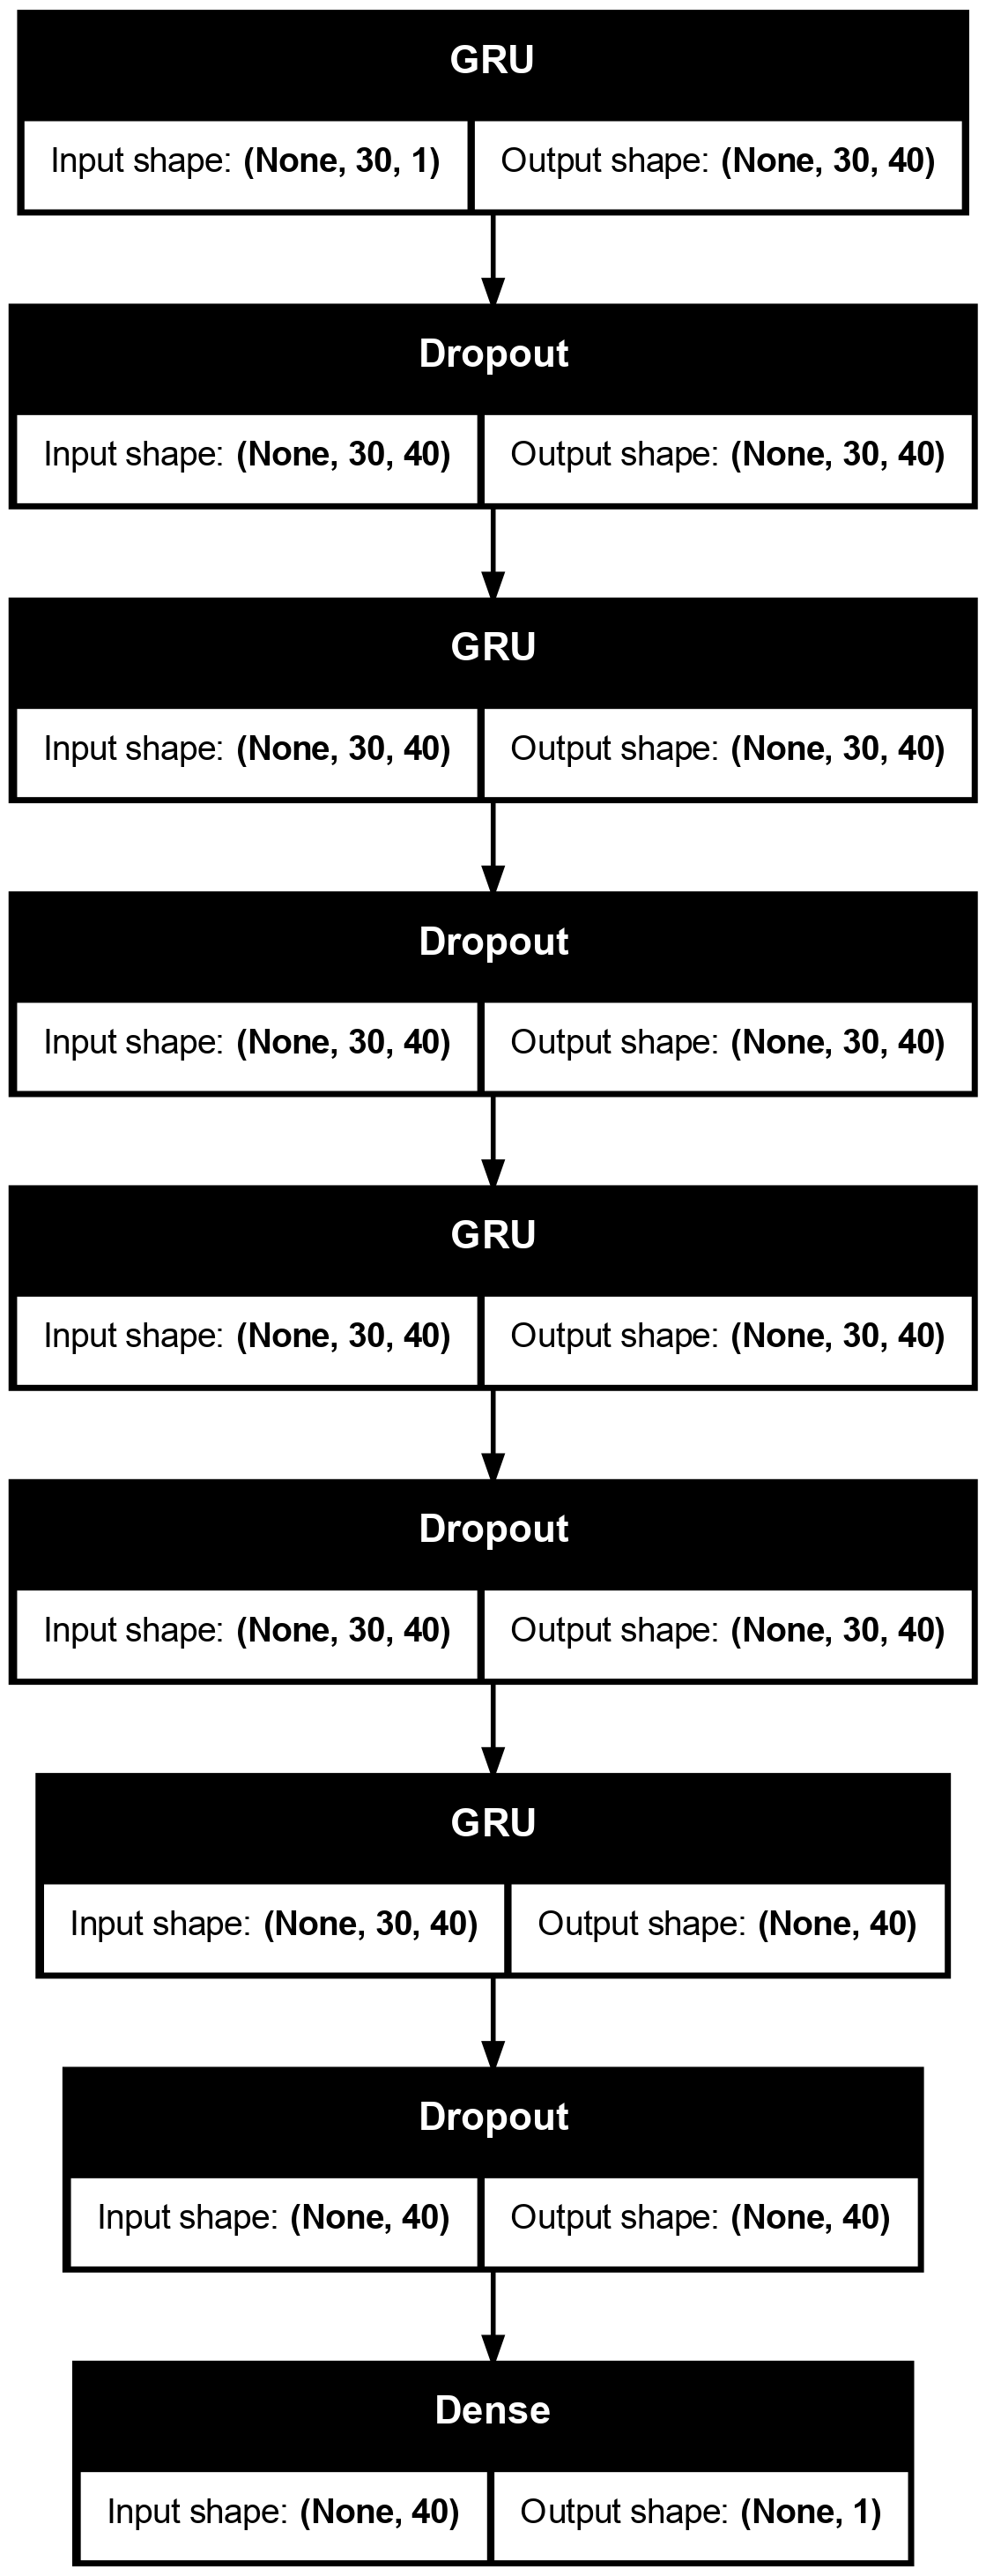 GRU
Input shape: (None, 30, 1) Output shape: (None, 30, 40)
Dropout
Input shape: (None, 30, 40) Output shape: (None, 30, 40)
GRU
Input shape: (None, 30, 40) Output shape: (None, 30, 40)
Dropout
Input shape: (None, 30, 40) Output shape: (None, 30, 40)
GRU
Input shape: (None, 30, 40) Output shape: (None, 30, 40)
Dropout
Input shape: (None, 30, 40) Output shape: (None, 30, 40)
GRU
Input shape: (None, 30, 40) Output shape: (None, 40)
Dropout
Input shape: (None, 40) Output shape: (None, 40)
Dense
Input shape: (None, 40) Output shape: (None, 1)